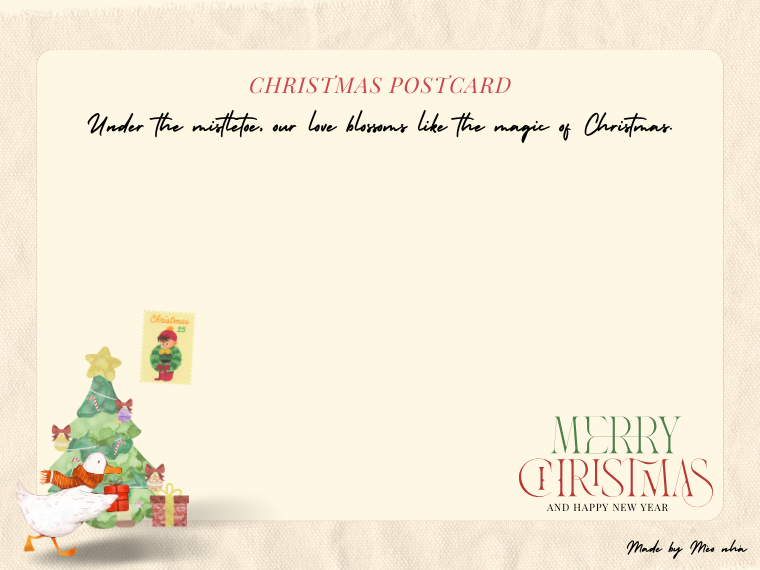 CHRISTMAS POSTCARD
Under the mistletoe, our love blossoms like the magic of Christmas.
Christmas
25
MERRY
CHRISTMAS
AND HAPPY NEW YEAR
Made by Meo nhà